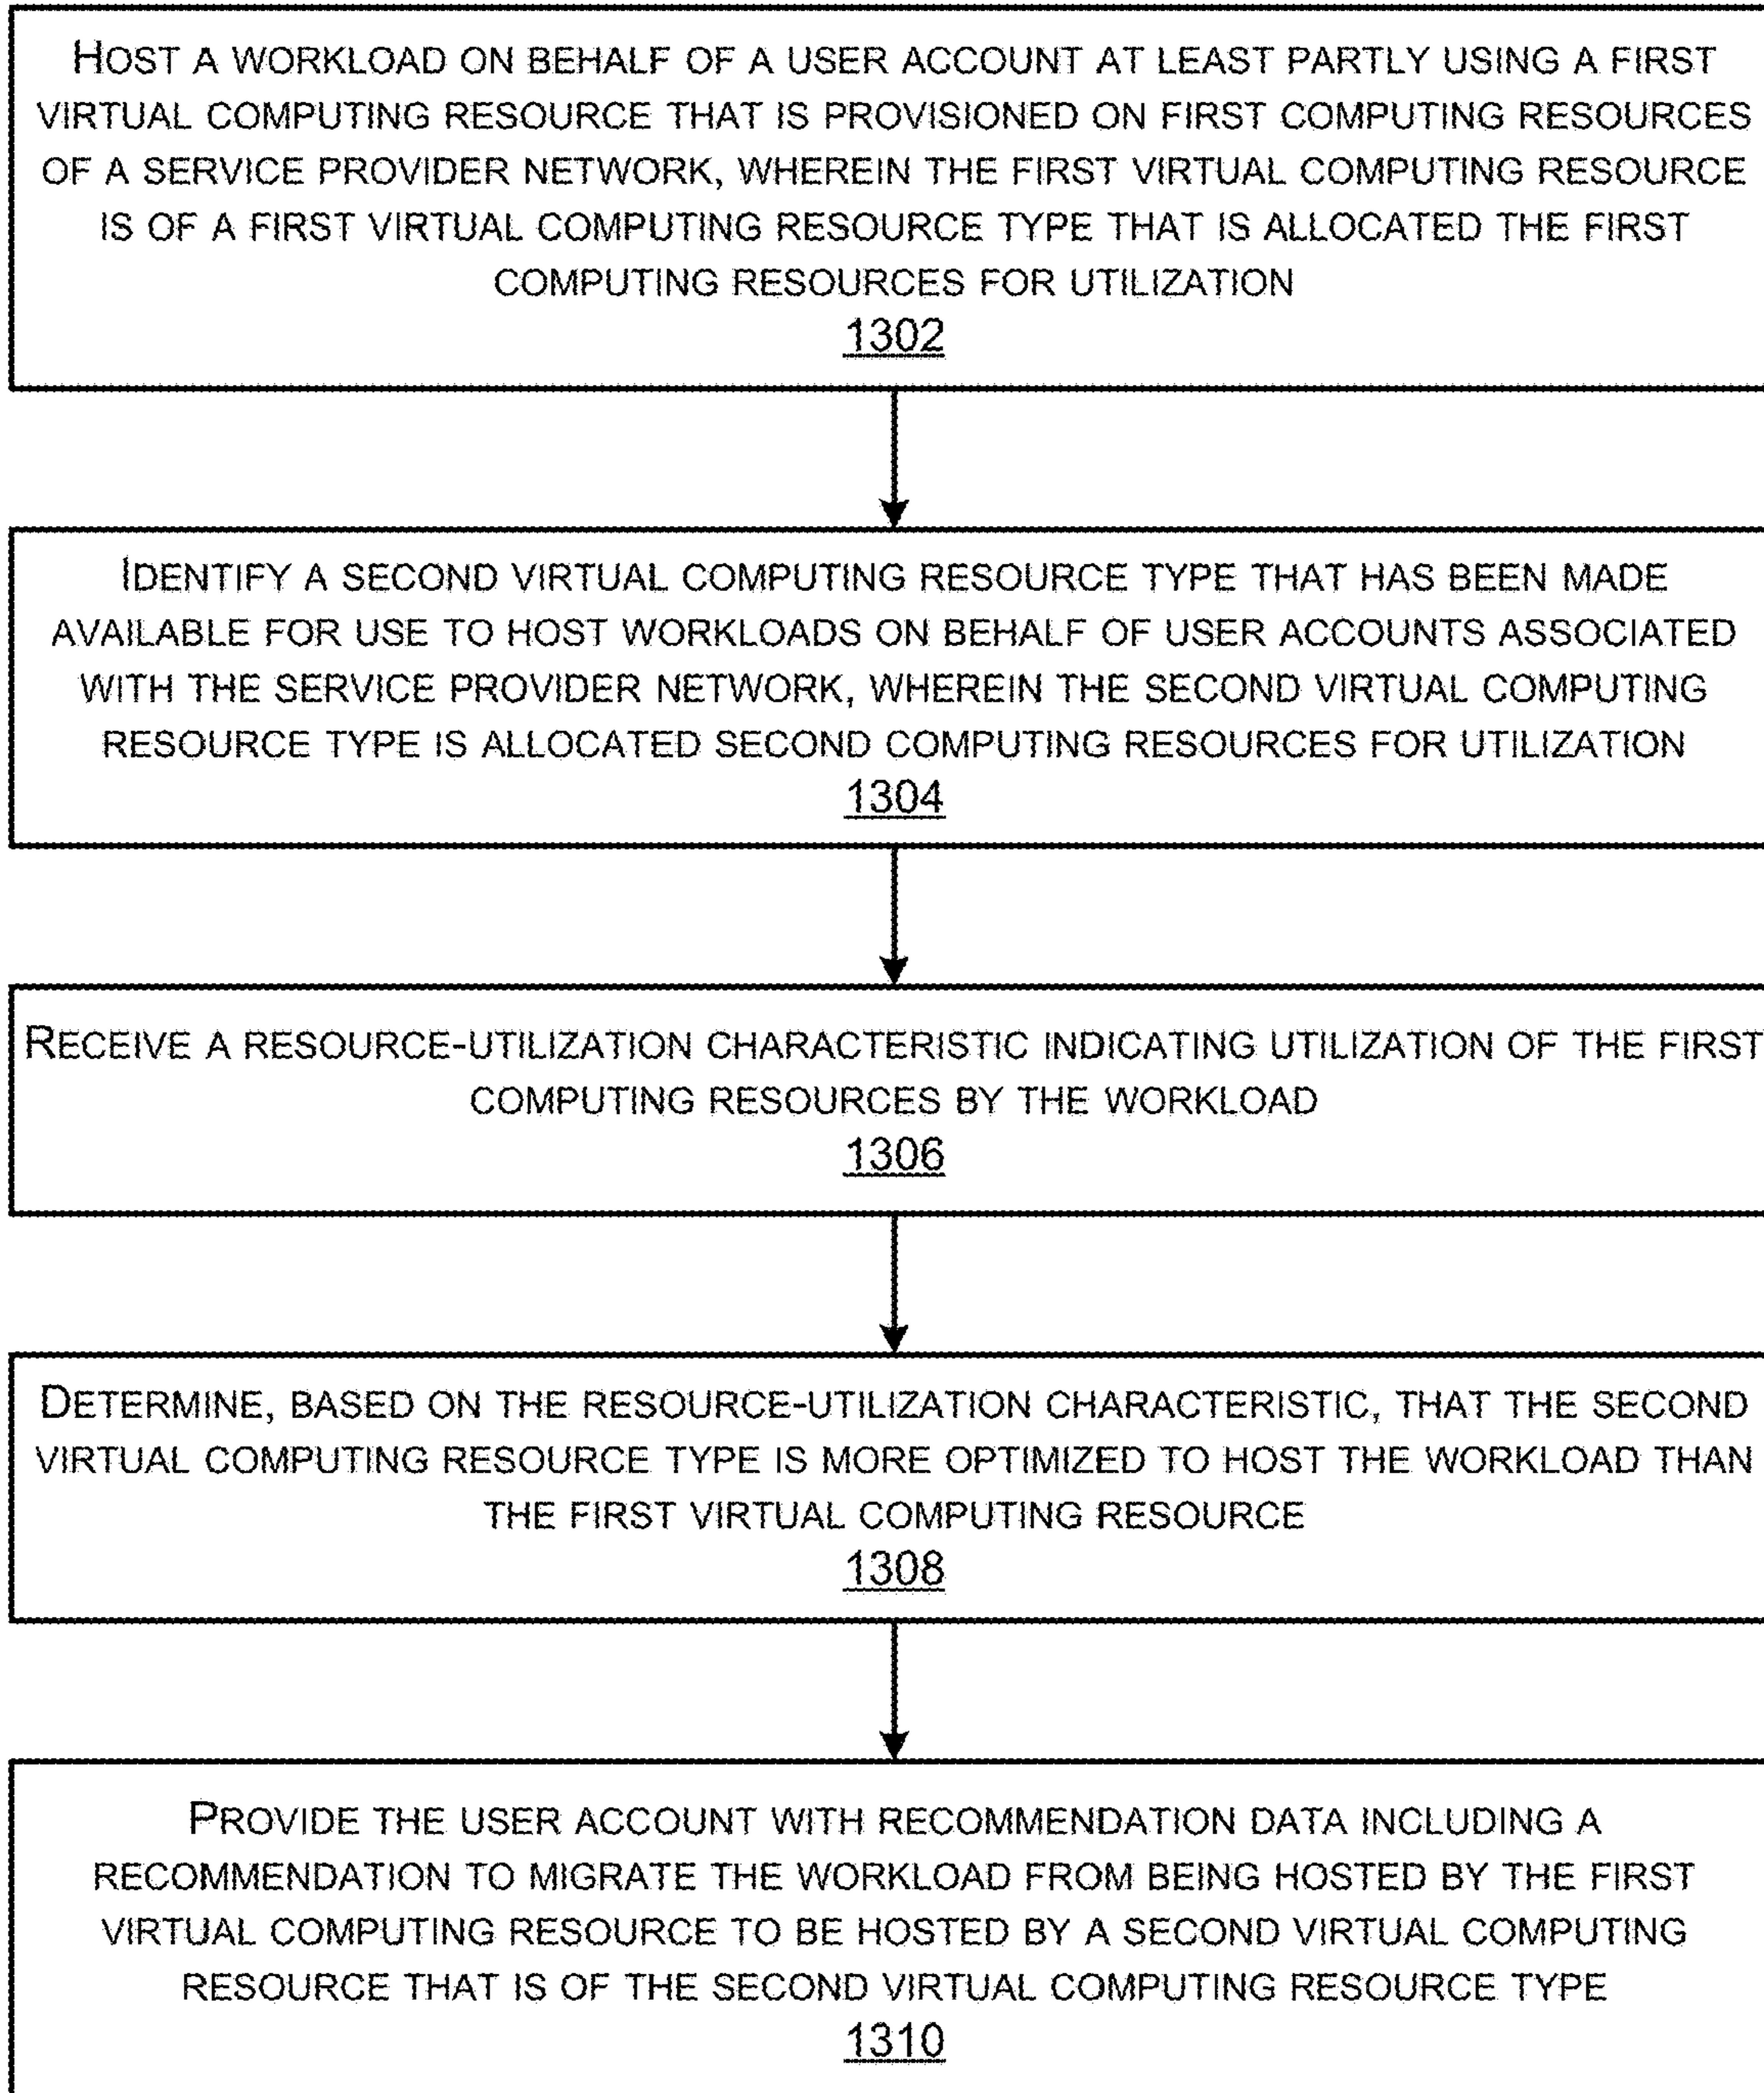 HOST A WORKLOAD ON BEHALF OF A USER ACCOUNT AT LEAST PARTLY USING A FIRST
VIRTUAL COMPUTING RESOURCE THAT IS PROVISIONED ON FIRST COMPUTING RESOURCES
OF A SERVICE PROVIDER NETWORK, WHEREIN THE FIRST VIRTUAL COMPUTING RESOURCE
IS OF A FIRST VIRTUAL COMPUTING RESOURCE TYPE THAT IS ALLOCATED THE FIRST
COMPUTING RESOURCES FOR UTILIZATION
1302
IDENTIFY A SECOND VIRTUAL COMPUTING RESOURCE TYPE THAT HAS BEEN MADE
AVAILABLE FOR USE TO HOST WORKLOADS ON BEHALF OF USER ACCOUNTS ASSOCIATED
WITH THE SERVICE PROVIDER NETWORK, WHEREIN THE SECOND VIRTUAL COMPUTING
RESOURCE TYPE IS ALLOCATED SECOND COMPUTING RESOURCES FOR UTILIZATION
1304
RECEIVE A RESOURCE-UTILIZATION CHARACTERISTIC INDICATING UTILIZATION OF THE FIRST
COMPUTING RESOURCES BY THE WORKLOAD
1306
DETERMINE, BASED ON THE RESOURCE-UTILIZATION CHARACTERISTIC, THAT THE SECOND
VIRTUAL COMPUTING RESOURCE TYPE IS MORE OPTIMIZED TO HOST THE WORKLOAD THAN
THE FIRST VIRTUAL COMPUTING RESOURCE
1308
PROVIDE THE USER ACCOUNT WITH RECOMMENDATION DATA INCLUDING A
RECOMMENDATION TO MIGRATE THE WORKLOAD FROM BEING HOSTED BY THE FIRST
VIRTUAL COMPUTING RESOURCE TO BE HOSTED BY A SECOND VIRTUAL COMPUTING
RESOURCE THAT IS OF THE SECOND VIRTUAL COMPUTING RESOURCE TYPE
1310